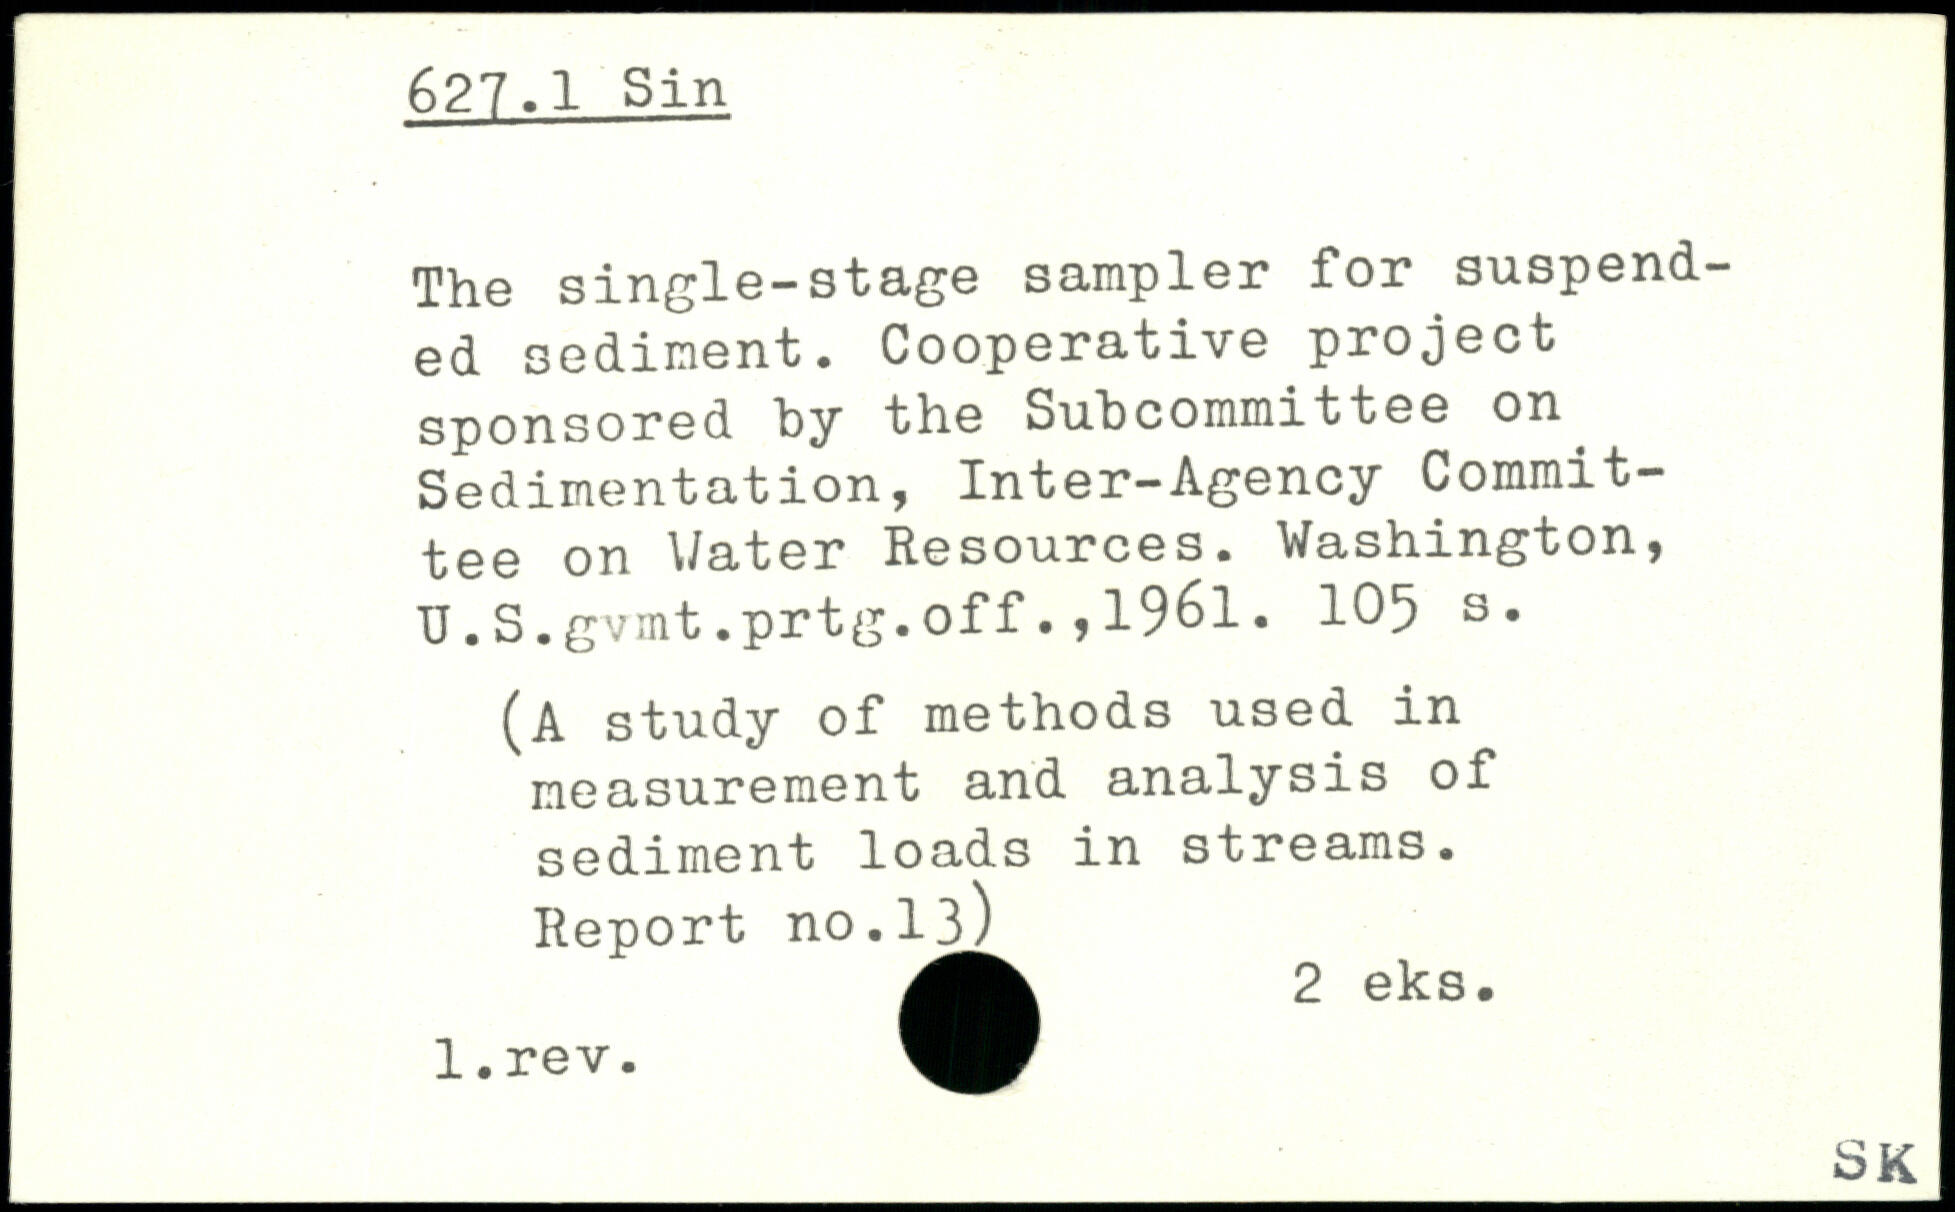 627.1 Sin
The single-stage sampler for suspend-
ed sediment. Cooperative project
sponsored by the Subcommittee on
Sedimentation, Inter-Agency Commit-
tee on Water Resources. Washington,
U.S.gvmt.prtg.off.,1961. 105 s.
(A study of methods used in
measurement and analysis of
sediment loads in streams.
Report no.13)
2 eks.
1.rev.
SK